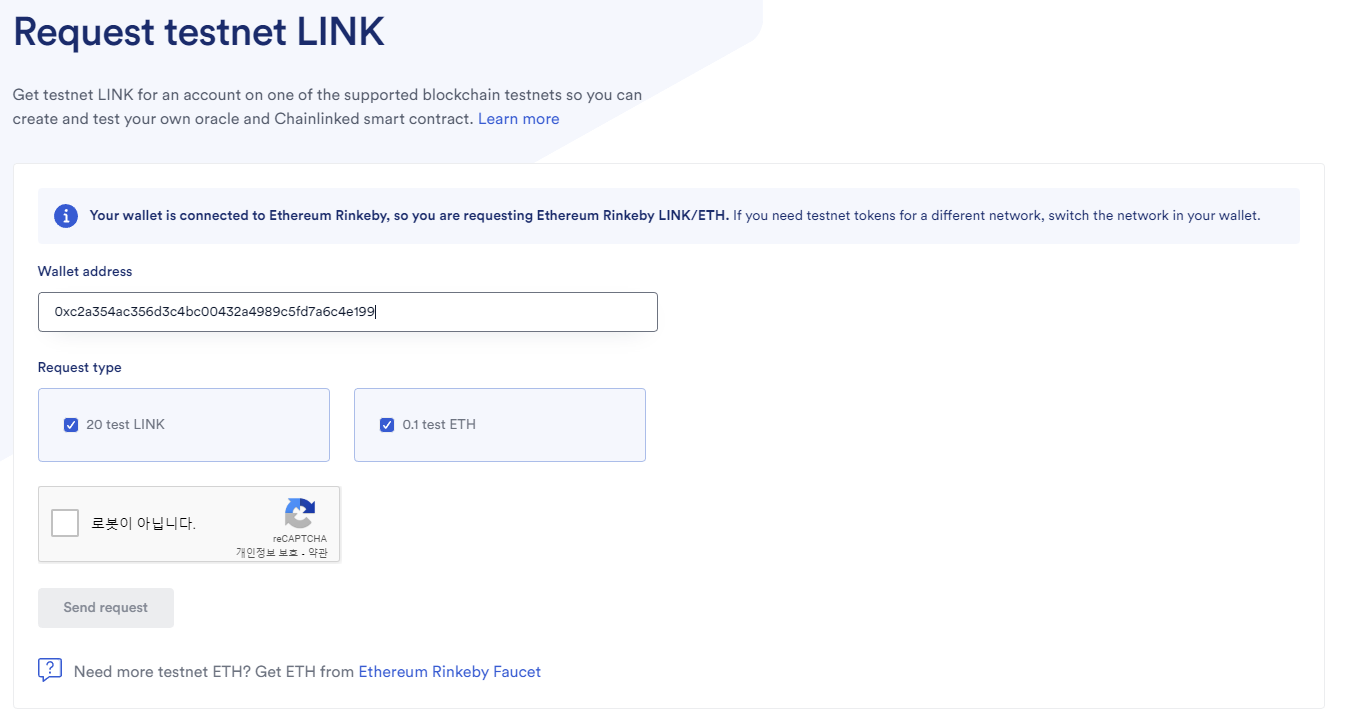 Request testnet LINK
Get testnet LINK for an account on one of the supported blockchain testnets so you can
create and test your own oracle and Chainlinked smart contract. Learn more
Your wallet is connected to Ethereum Rinkeby, so you are requesting Ethereum Rinkeby LINK/ETH. If you need testnet tokens for a different network, switch the network in your wallet.
Wallet address
0xc2a354ac356d3c4bc00432a4989c5fd7a6c4e199
Request type
20 test LINK
0.1 test ETH
로봇이 아닙니다.
reCAPTCHA
개인정보 보호 - 약관
Send request
Need more testnet ETH? Get ETH from Ethereum Rinkeby Faucet